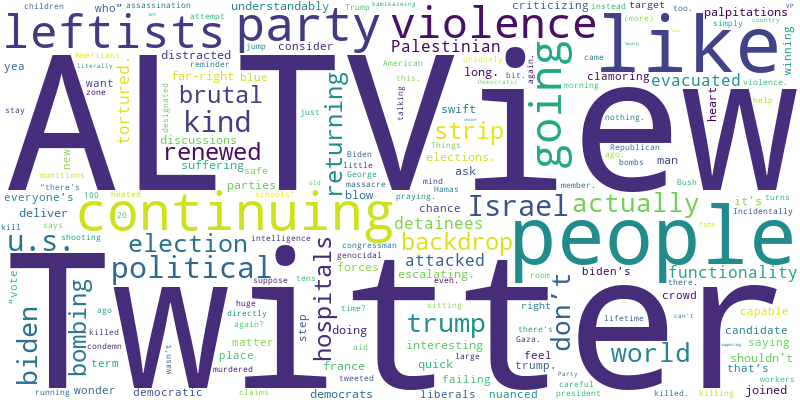 children who” assassination Trump kamikazeing understandably criticizing target too. palpitations VP
leftists party violence like
attempt instead (more) simply country
yea Americans distracted jump consider Palestinian long. bit. came clamoring evacuated winning
literally reminder American uniquely again. violence.
ALTView
tortured. far-right blue this. Democratic. morning heart help
want zone brutal returning swift strip going
stay designated kind just talking Things nothing.
discussions elections. Republican
munitions new renewed Biden ask bombs man
suffering safe little George mind ago! member. Bush
“there’s 100 heated schools’ parties massacre Hamas
everyone’s 20 old blow praying. chance Israel actually it’s turns
deliver continuing detainees people Incidentally
kill says shooting intelligence congressman backdrop fate
u.s. election forces attacked biden’s there. functionality
“vote political suppose tens. genocidal escalating. room crowd
Twitter
bombing huge hospitals time? even. don’t lifetime can't capable
ago directly sitting there's
biden killed again? doing trump Gaza. right world candidate
condemn wasn't step aid interesting large feel saying supporting
term matter quick trump. shouldn’t
place france failing nuanced that’s
running wonder murdered tweeted Party careful workers
democratic claims democrats liberals president killed. killing joined